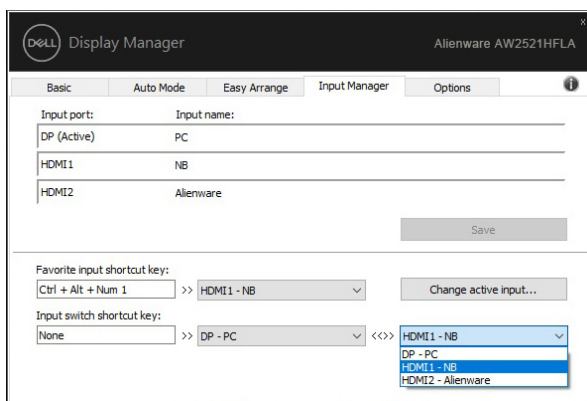 x
DELL Display Manager Alienware AW2521HFLA
Basic Auto Mode Easy Arrange Input Manager Options i
Input port: Input name:
DP (Active) PC
HDMI1 NB
HDMI2 Alienware
Save
Favorite input shortcut key:
Ctrl + Alt + Num 1 >> HDMI1 - NB Change active input...
Input switch shortcut key:
None >> DP - PC <<>> HDMI1 - NB
DP - PC
HDMI1 - NB
HDMI2 - Alienware